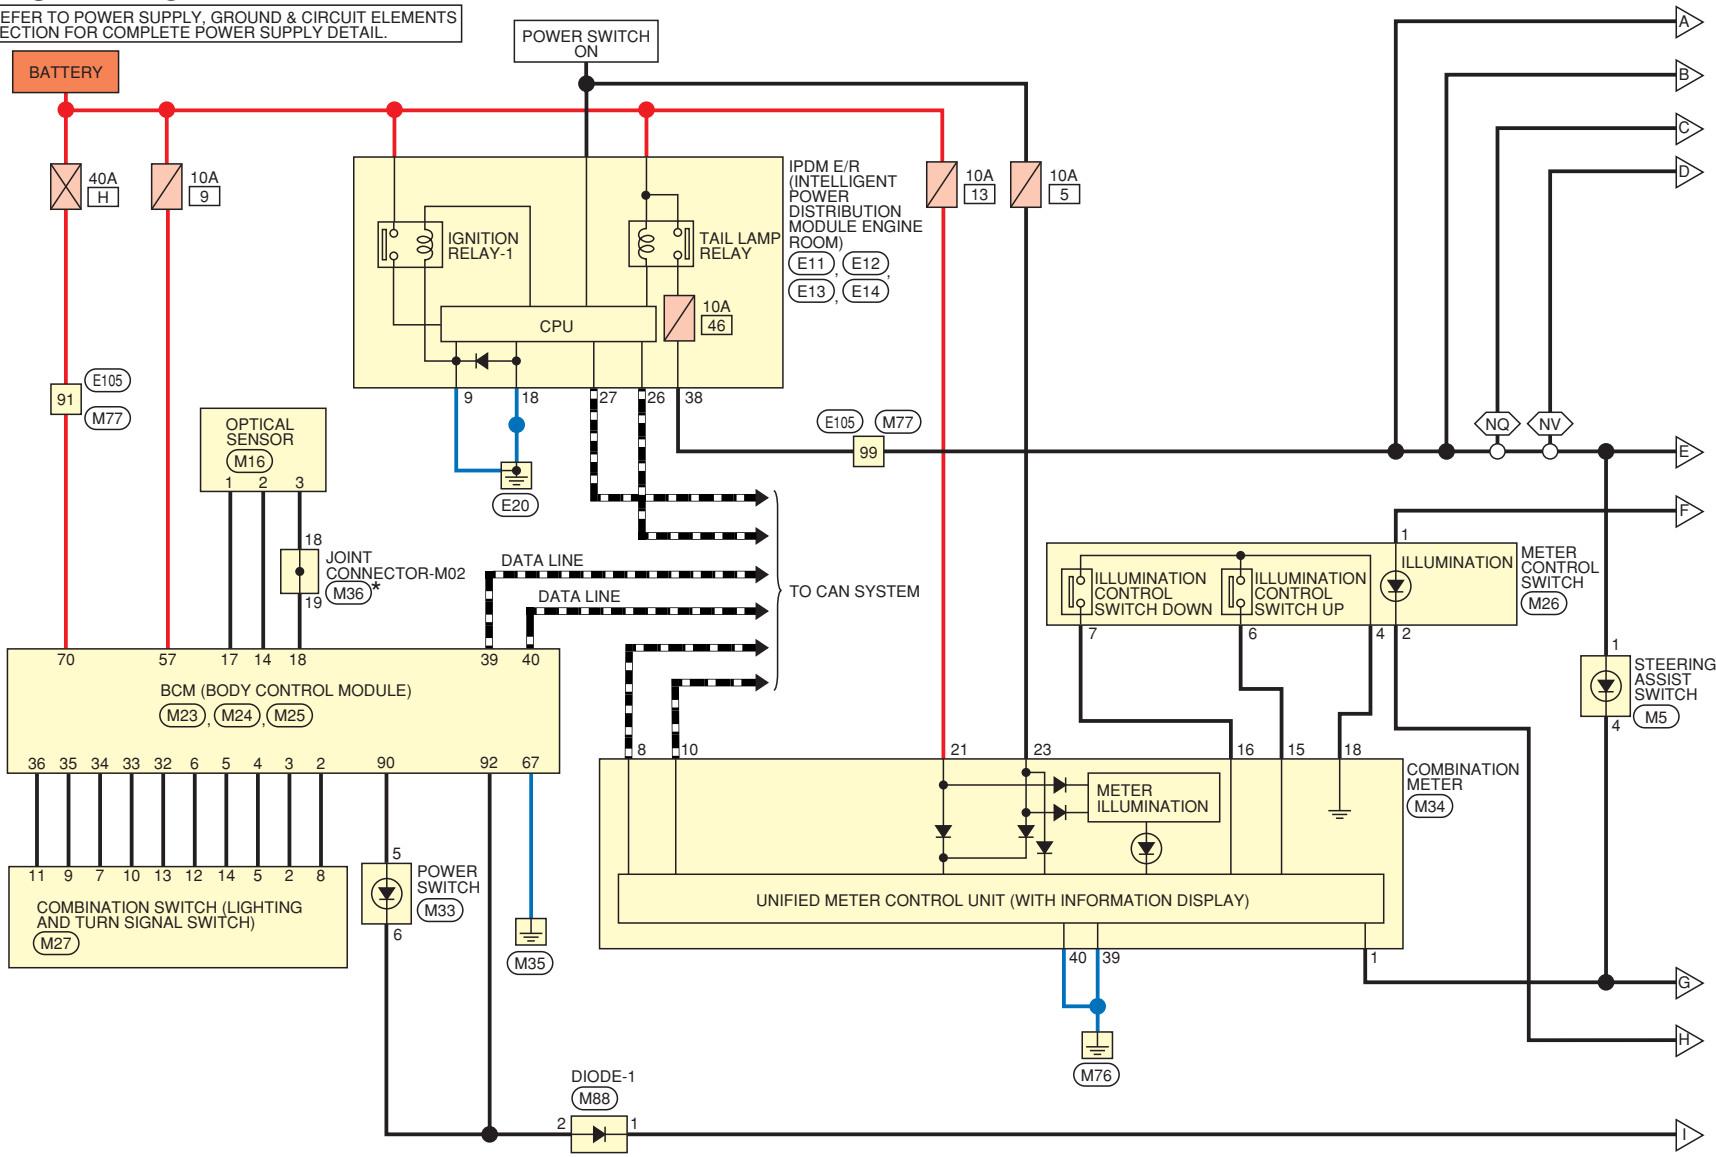 EFER TO POWER SUPPLY, GROUND & CIRCUIT ELEMENTS
ECTION FOR COMPLETE POWER SUPPLY DETAIL.
BATTERY
POWER SWITCH
ON
A
B
C
D
40A
H
10A
9
IPDM E/R
(INTELLIGENT
POWER
DISTRIBUTION
MODULE ENGINE
ROOM)
E11 , E12 ,
E13 , E14
10A
13
10A
5
IGNITION
RELAY-1
TAIL LAMP
RELAY
10A
46
CPU
9
18
27
26
38
91
E105
M77
E105
M77
99
NQ
NV
E
OPTICAL
SENSOR
M16
1
2
3
E20
18
JOINT
CONNECTOR-M02
M36 *
19
DATA LINE
DATA LINE
TO CAN SYSTEM
F
1
ILLUMINATION
CONTROL
SWITCH DOWN
ILLUMINATION
CONTROL
SWITCH UP
ILLUMINATION
METER
CONTROL
SWITCH
M26
7
6
4
2
1
STEERING
ASSIST
SWITCH
M5
4
70
57
17
14
18
39
40
BCM (BODY CONTROL MODULE)
M23 , M24 , M25
36
35
34
33
32
6
5
4
3
2
90
92
67
8
10
21
23
16
15
18
COMBINATION
METER
M34
METER
ILLUMINATION
UNIFIED METER CONTROL UNIT (WITH INFORMATION DISPLAY)
11
9
7
10
13
12
14
5
2
8
COMBINATION SWITCH (LIGHTING
AND TURN SIGNAL SWITCH)
M27
5
POWER
SWITCH
M33
6
M35
40
39
1
G
M76
H
DIODE-1
M88
2
1
I